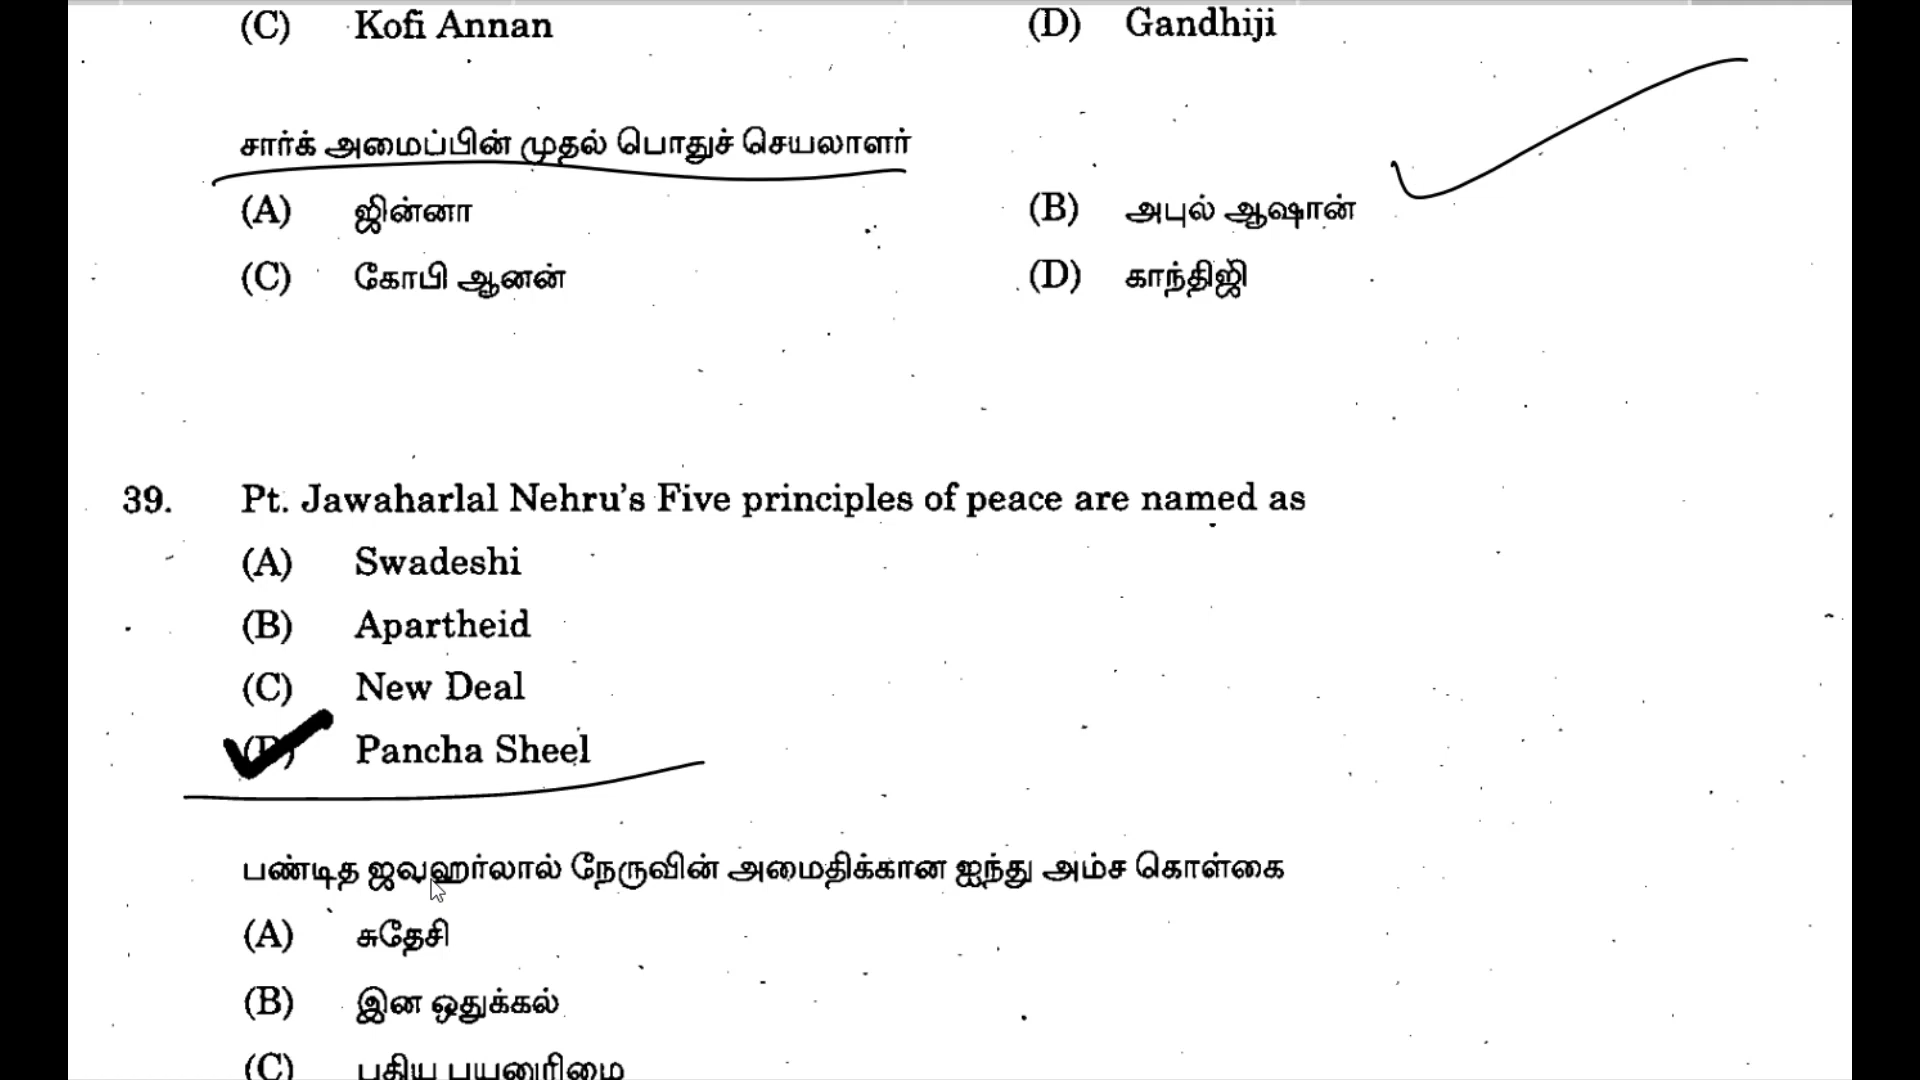 (C) Kofi Annan (D) Gandhiji
சார்க் அமைப்பின் முதல் பொதுச் செயலாளர்
(A) ஜின்னா (B) அபுல் ஆஷான்
(C) கோபி ஆனன் (D) காந்திஜி
39. Pt. Jawaharlal Nehru's Five principles of peace are named as
(A) Swadeshi
(B) Apartheid
(C) New Deal
(D) Pancha Sheel
பண்டித ஜவஹர்லால் நேருவின் அமைதிக்கான ஐந்து அம்ச கொள்கை
(A) சுதேசி
(B) இன ஒதுக்கல்
(C) புதிய பயனுரிமை